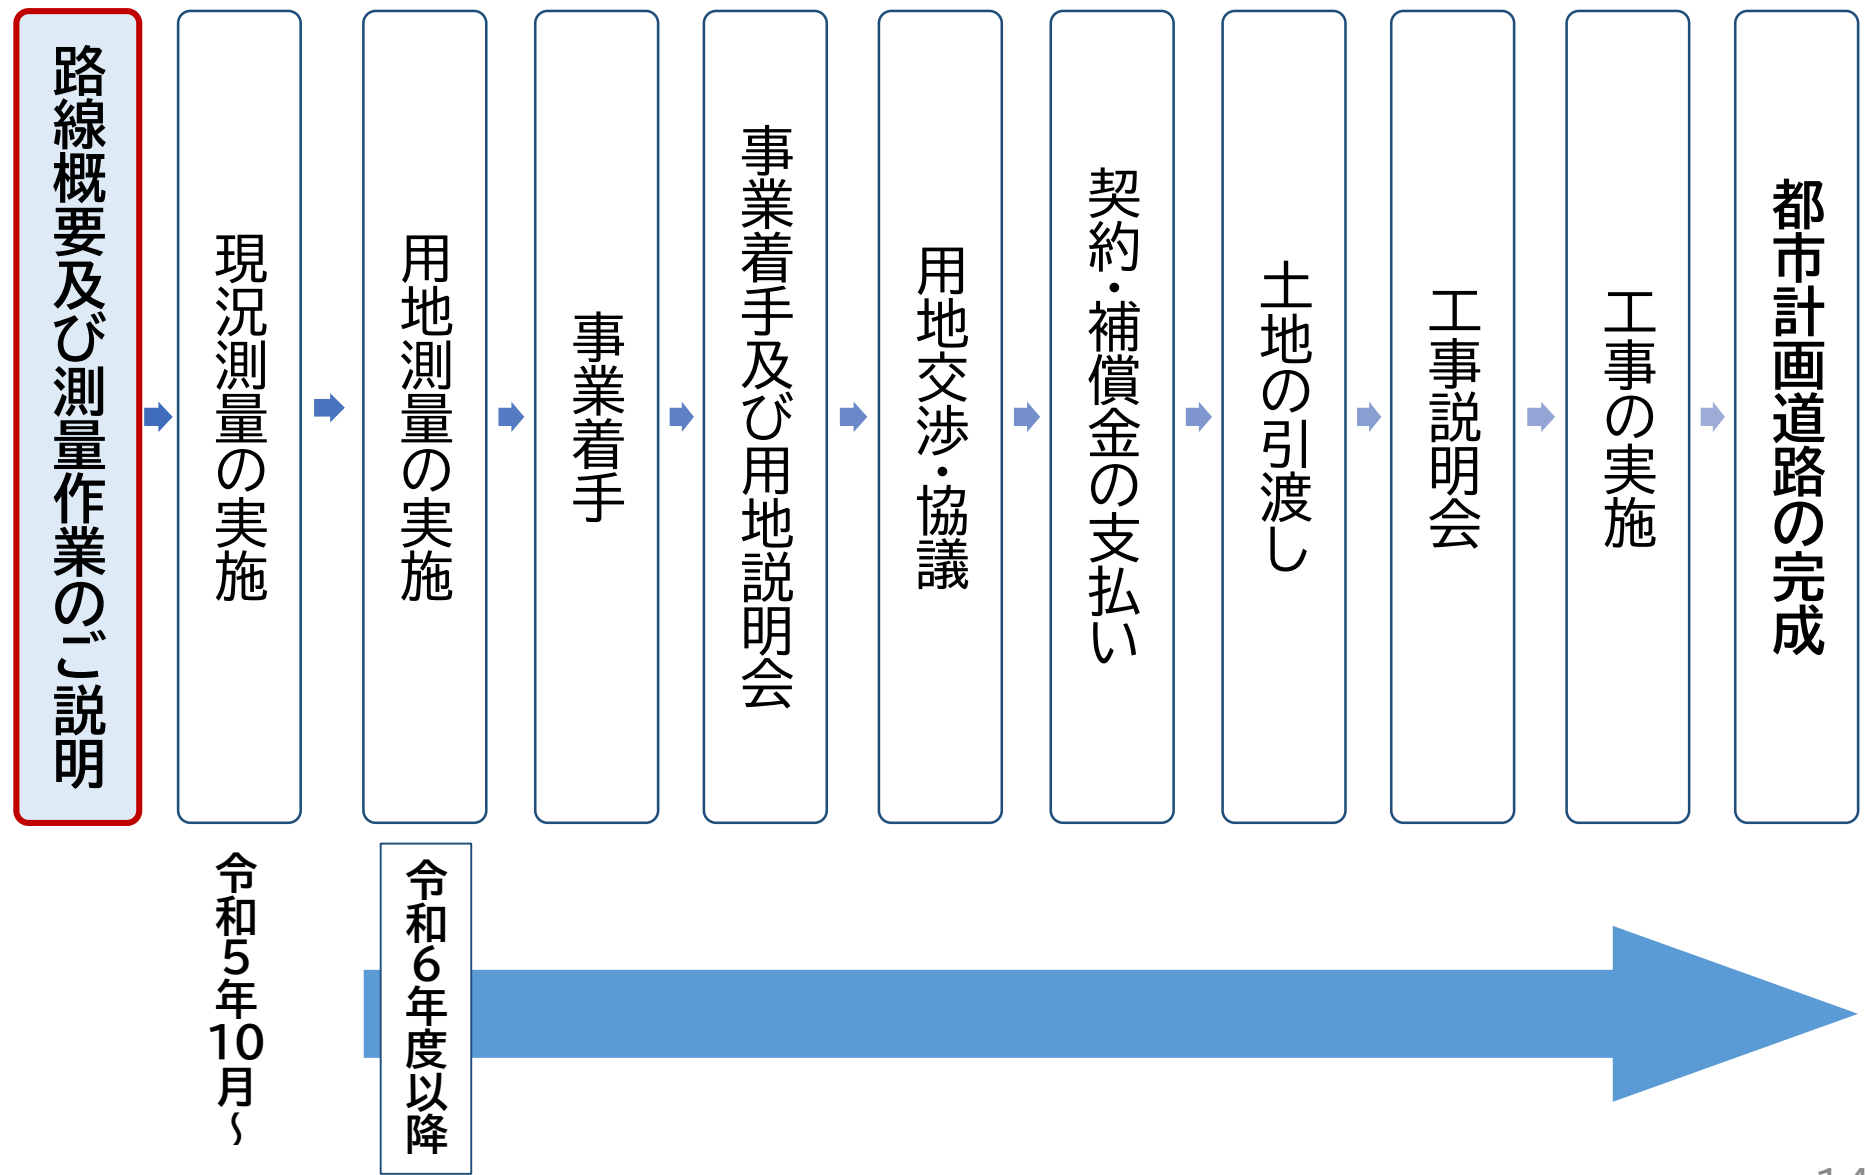 路線概要及び測量作業のご説明
現況測量の実施
用地測量の実施
事業着手
事業着手及び用地説明会
用地交渉・協議
契約・補償金の支払い
土地の引渡し
工事説明会
工事の実施
都市計画道路の完成
令和5年10月～
令和6年度以降